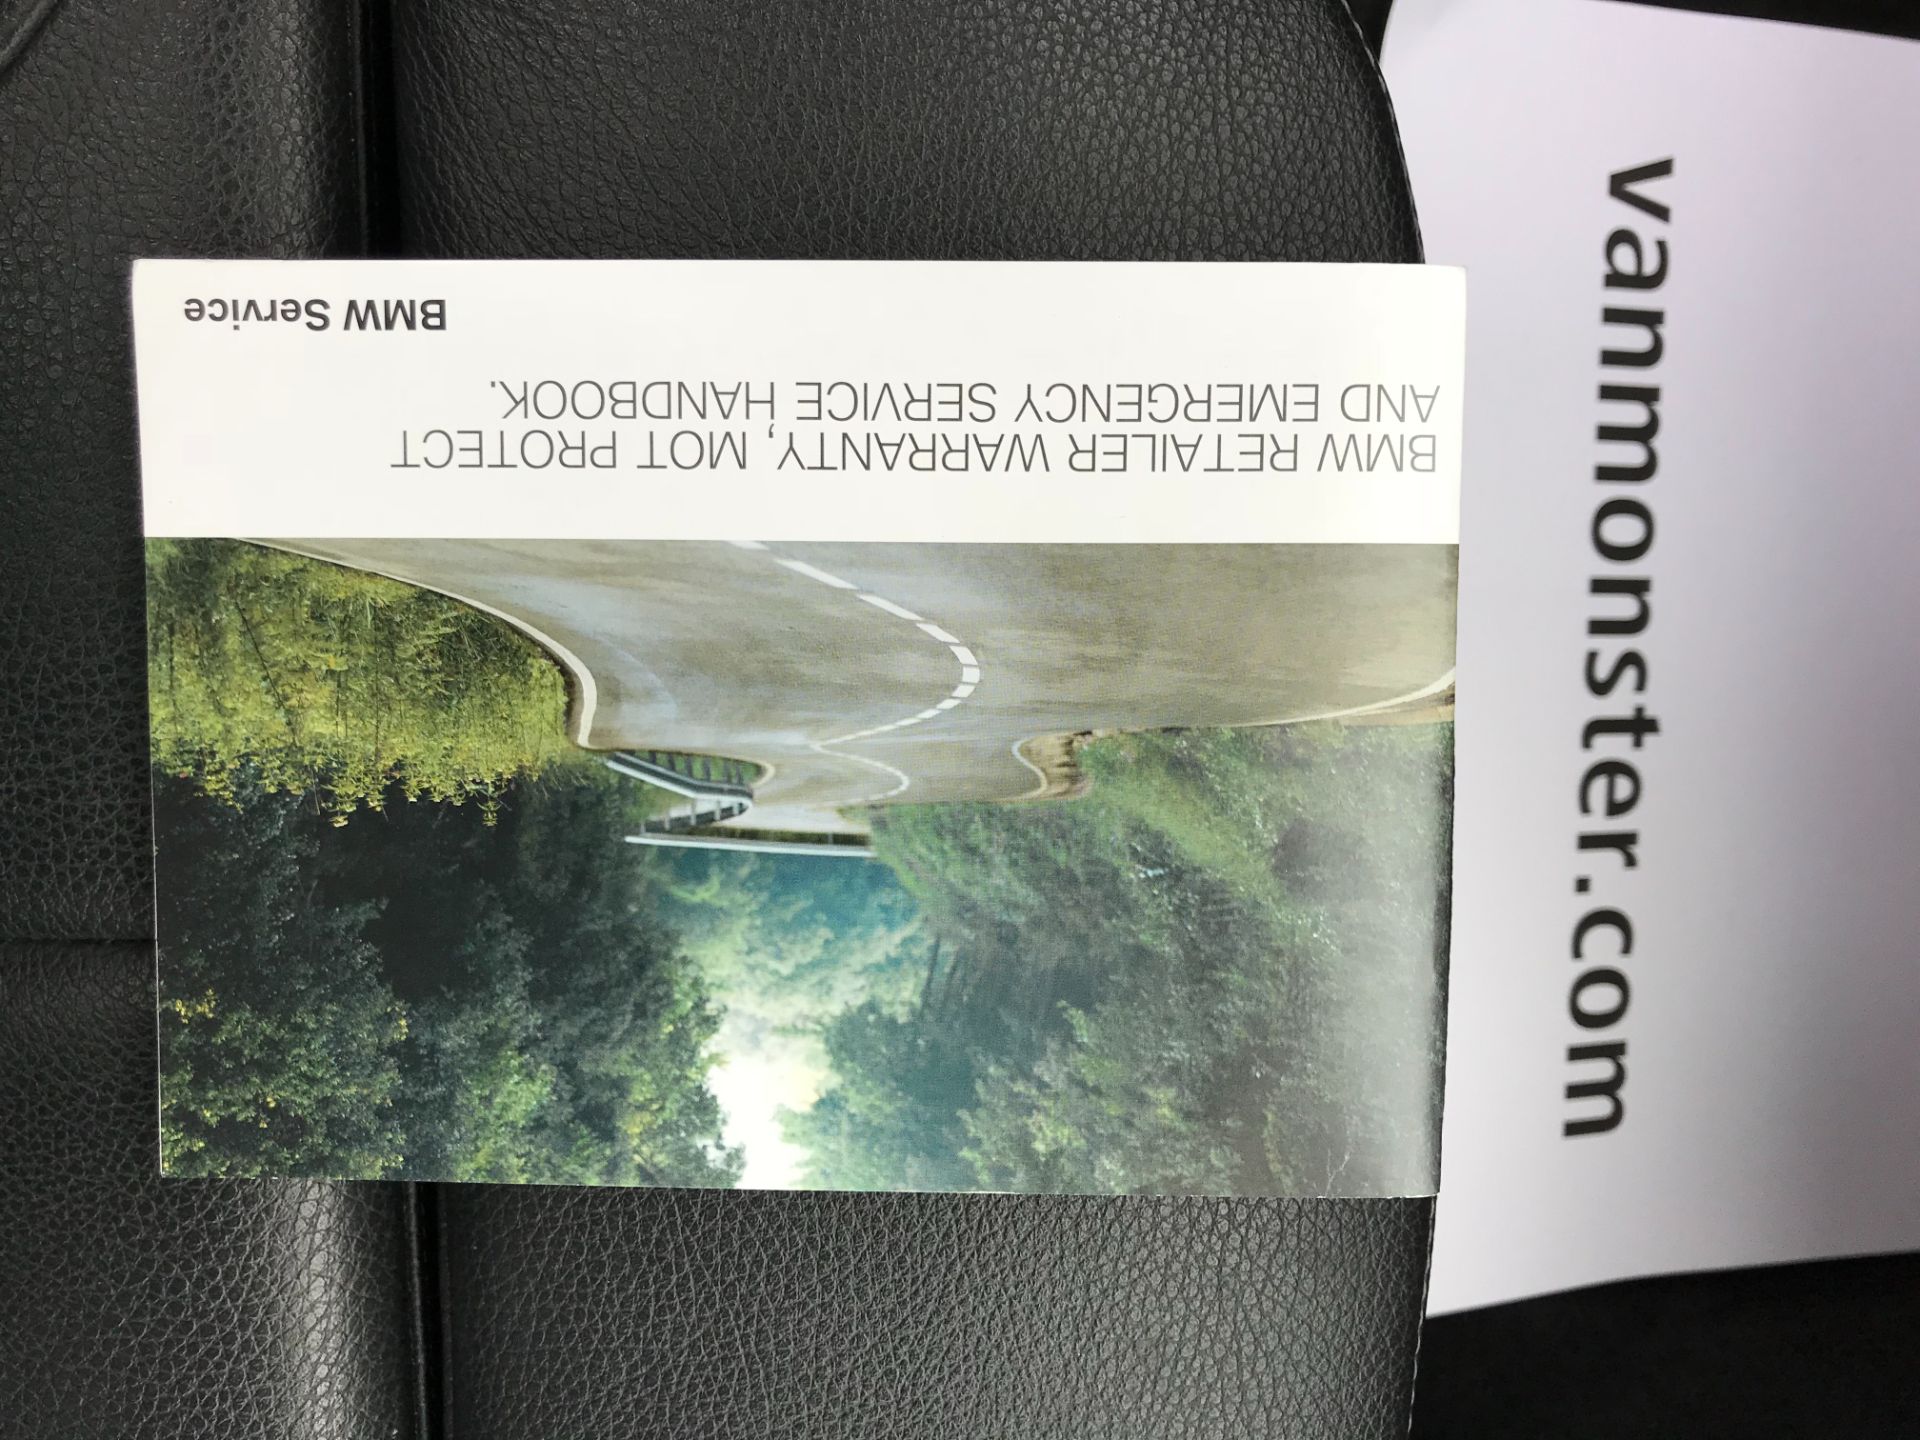 BMW RETAILER WARRANTY, MOT PROTECT
AND EMERGENCY SERVICE HANDBOOK.
BMW Service
vanmonster.com